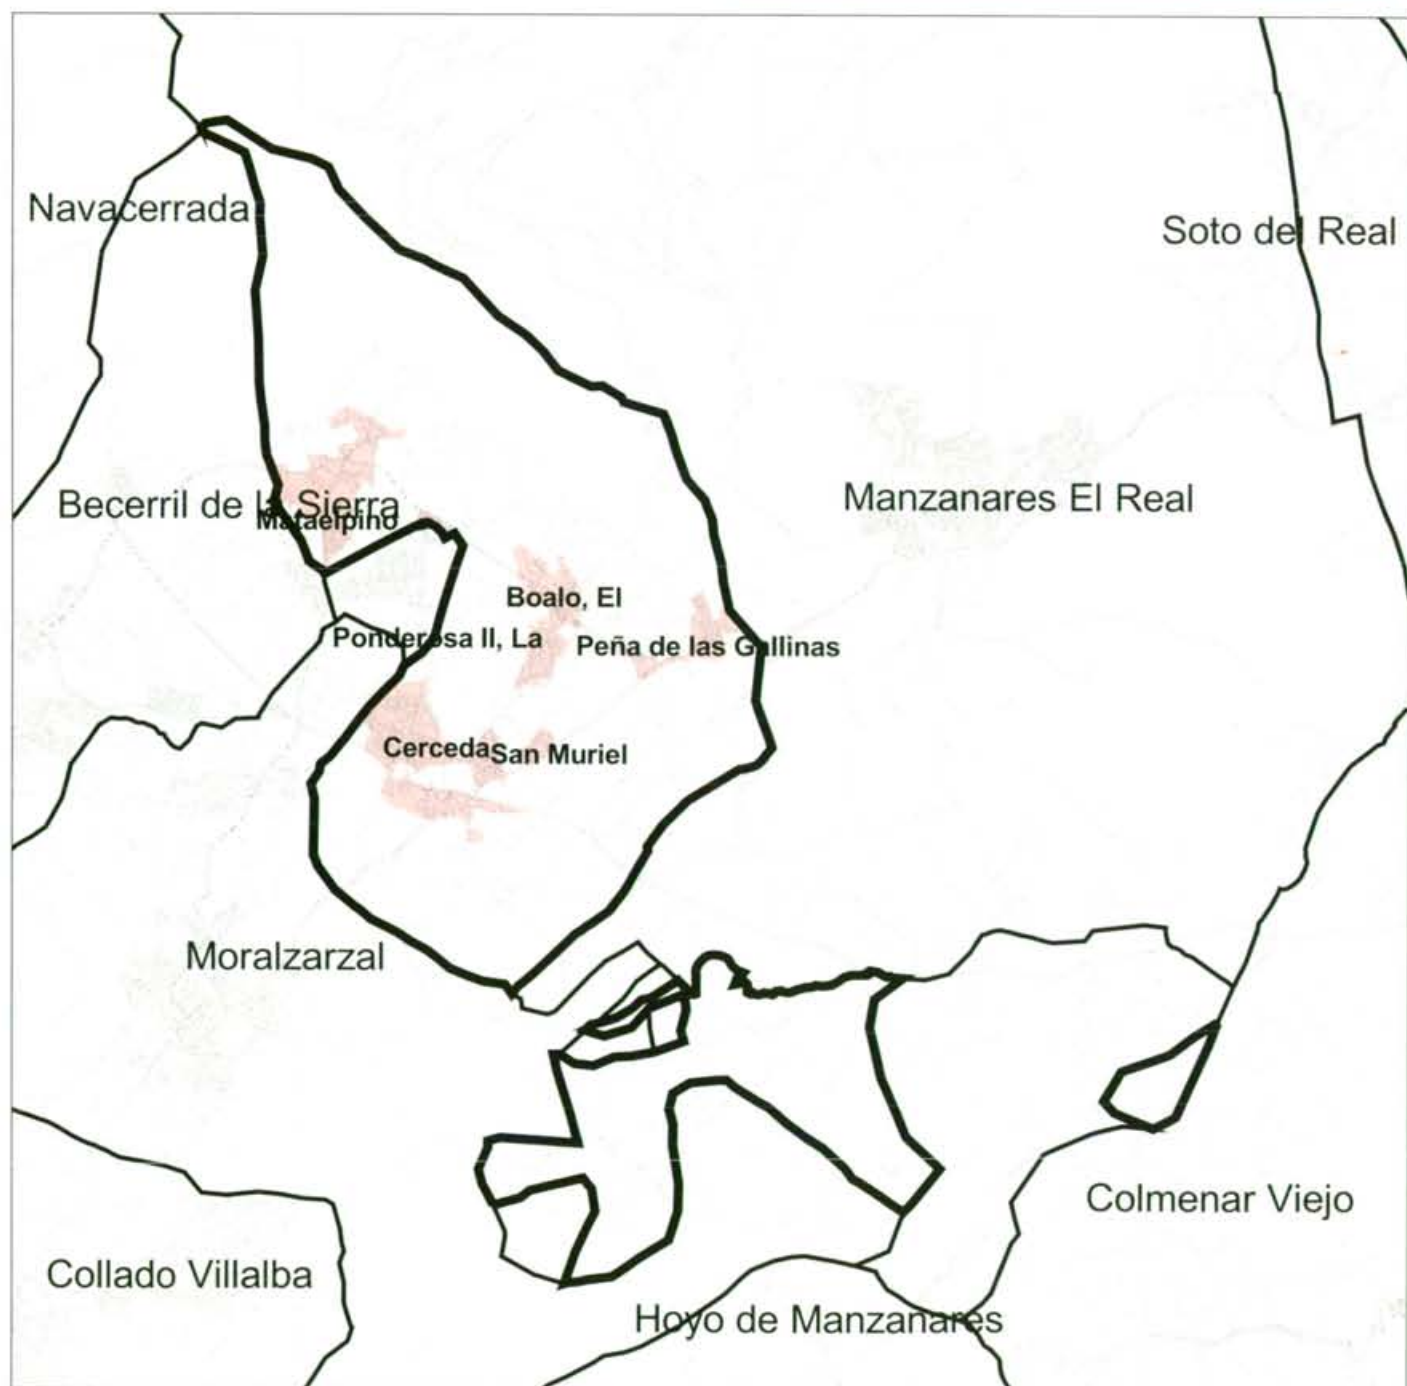 Navacerrada
Soto del Real
Becerril de la Sierra
Manzanares El Real
Mataelpino
Boalo, El
Ponderosa II, La
Peña de las Gallinas
Cerceda
San Muriel
Moralzarzal
Colmenar Viejo
Collado Villalba
Hoyo de Manzanares